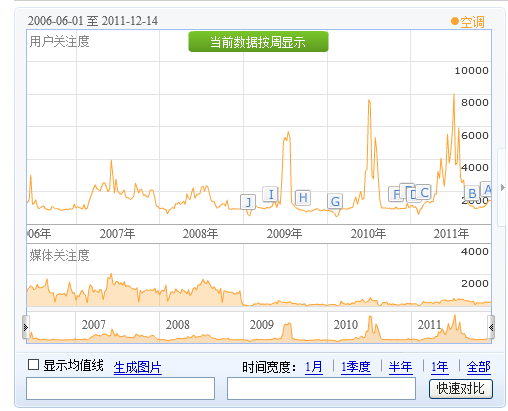 2006-06-01 至 2011-12-14 空调
用户关注度 当前数据按周显示
10000
8000
6000
4000
2000
J I H G F E D C B A
06年 2007年 2008年 2009年 2010年 2011年
媒体关注度
4000
2000
2007 2008 2009 2010 2011
显示均值线 生成图片 时间宽度: 1月 | 1季度 | 半年 | 1年 | 全部
快速对比